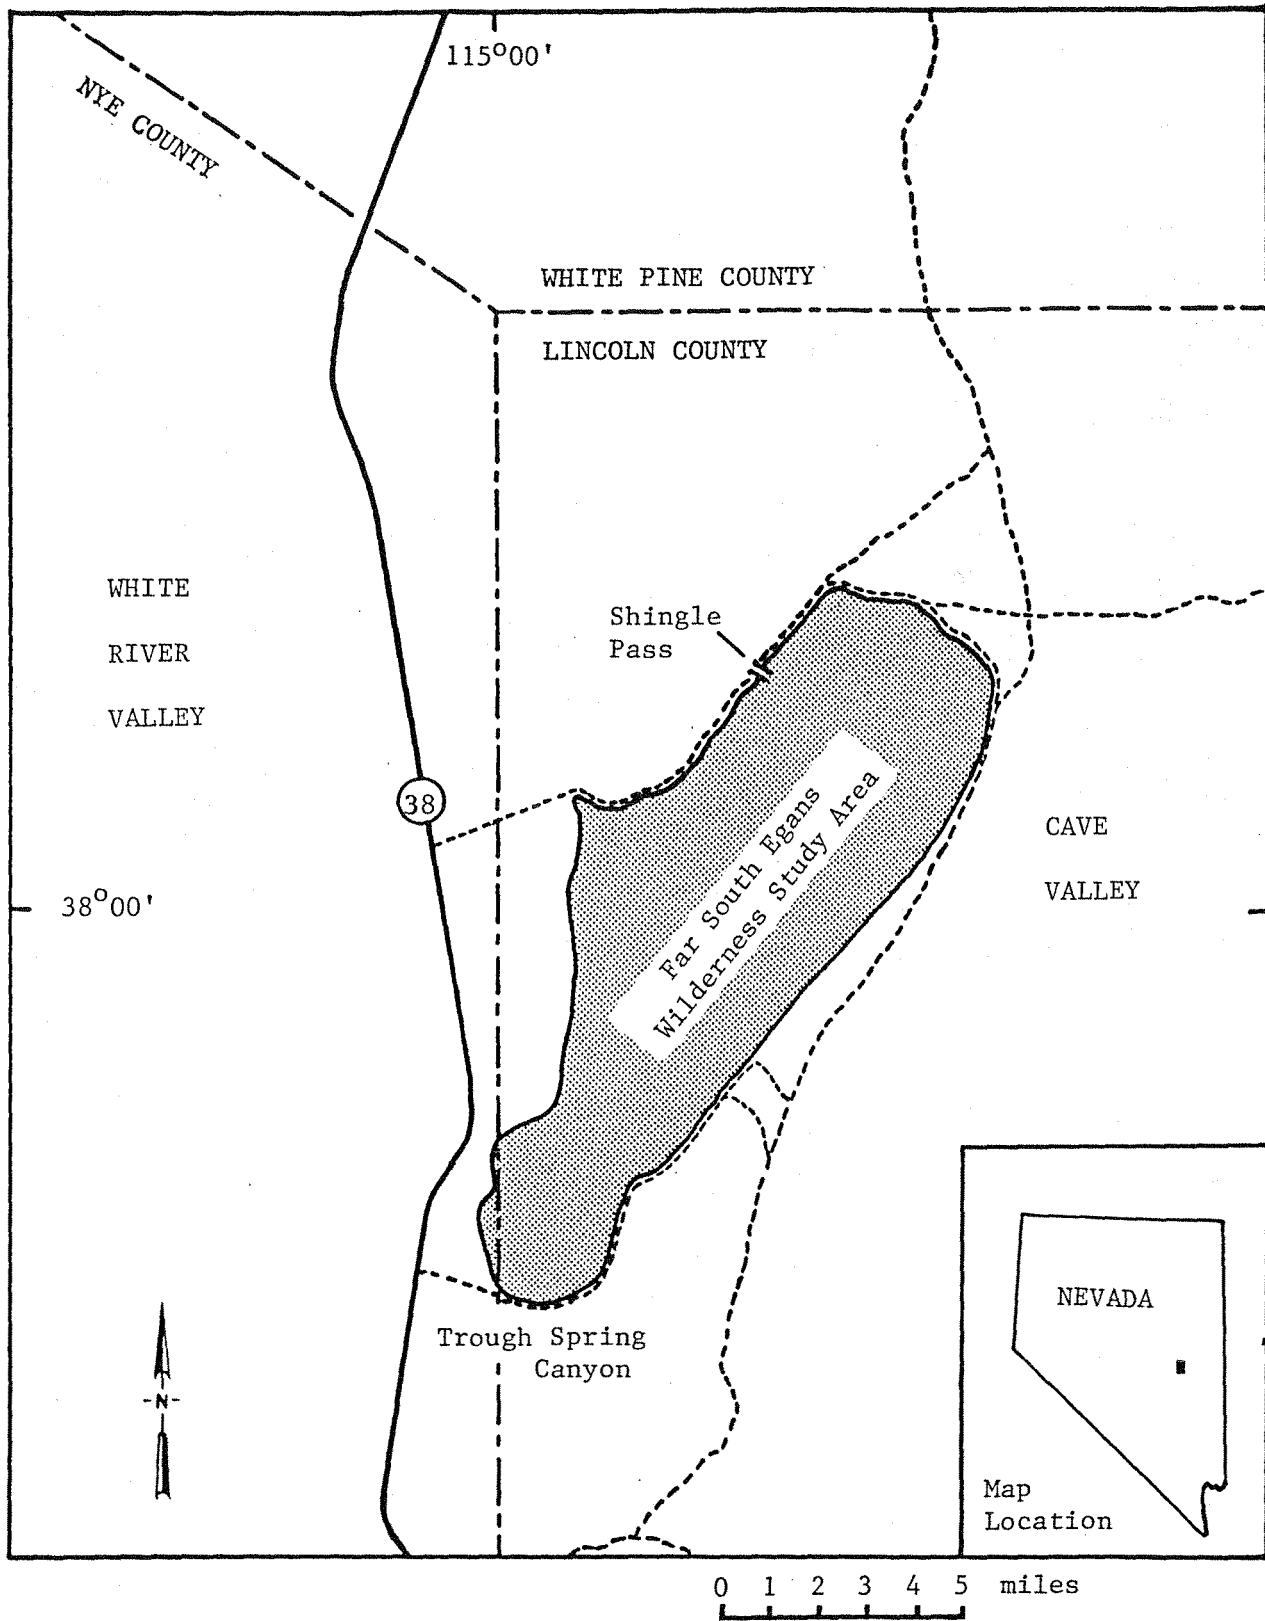 115°00'
NYE COUNTY
WHITE PINE COUNTY
LINCOLN COUNTY
WHITE
RIVER
VALLEY
Shingle
Pass
38
Far South Egans
Wilderness Study Area
CAVE
VALLEY
38°00'
Trough Spring
Canyon
N
NEVADA
Map
Location
0 1 2 3 4 5 miles